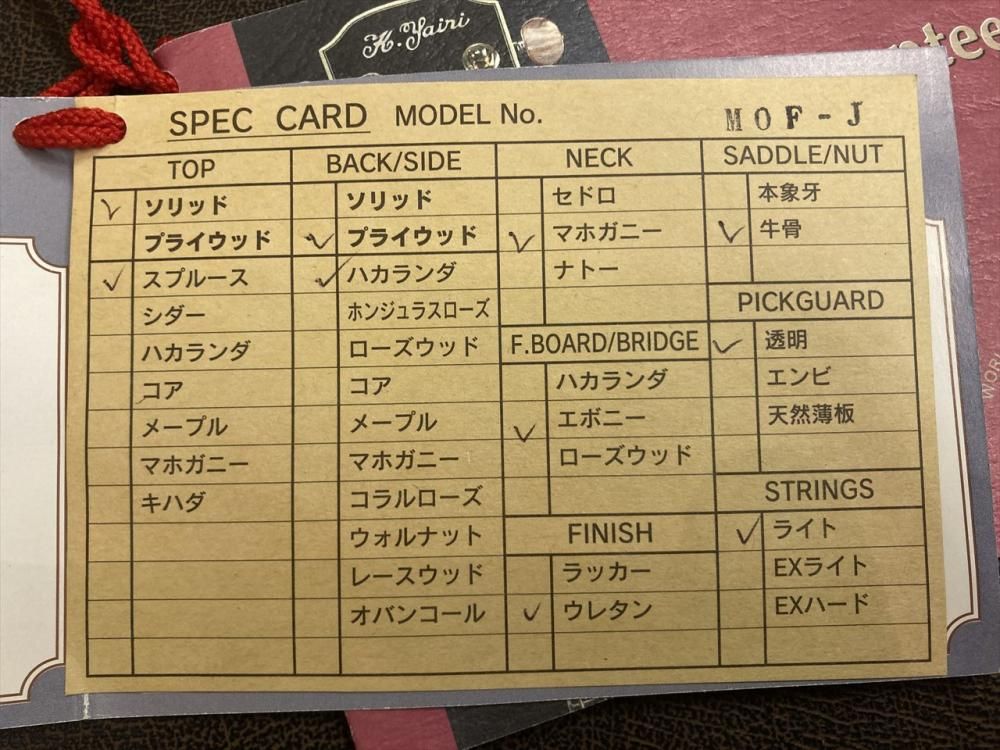 K.Yairi
ntee
SPEC CARD MODEL No. MOF-J
TOP
ソリッド
プライウッド
スプルース
シダー
ハカランダ
コア
メープル
マホガニー
キハダ
BACK/SIDE
ソリッド
プライウッド
ハカランダ
ホンジュラスローズ
ローズウッド
コア
メープル
マホガニー
コラルローズ
ウォルナット
レースウッド
オバンコール
NECK
セドロ
マホガニー
ナトー
F.BOARD/BRIDGE
ハカランダ
エボニー
ローズウッド
FINISH
ラッカー
ウレタン
SADDLE/NUT
本象牙
牛骨
PICKGUARD
透明
エンビ
天然薄板
STRINGS
ライト
EXライト
EXハード
WOR